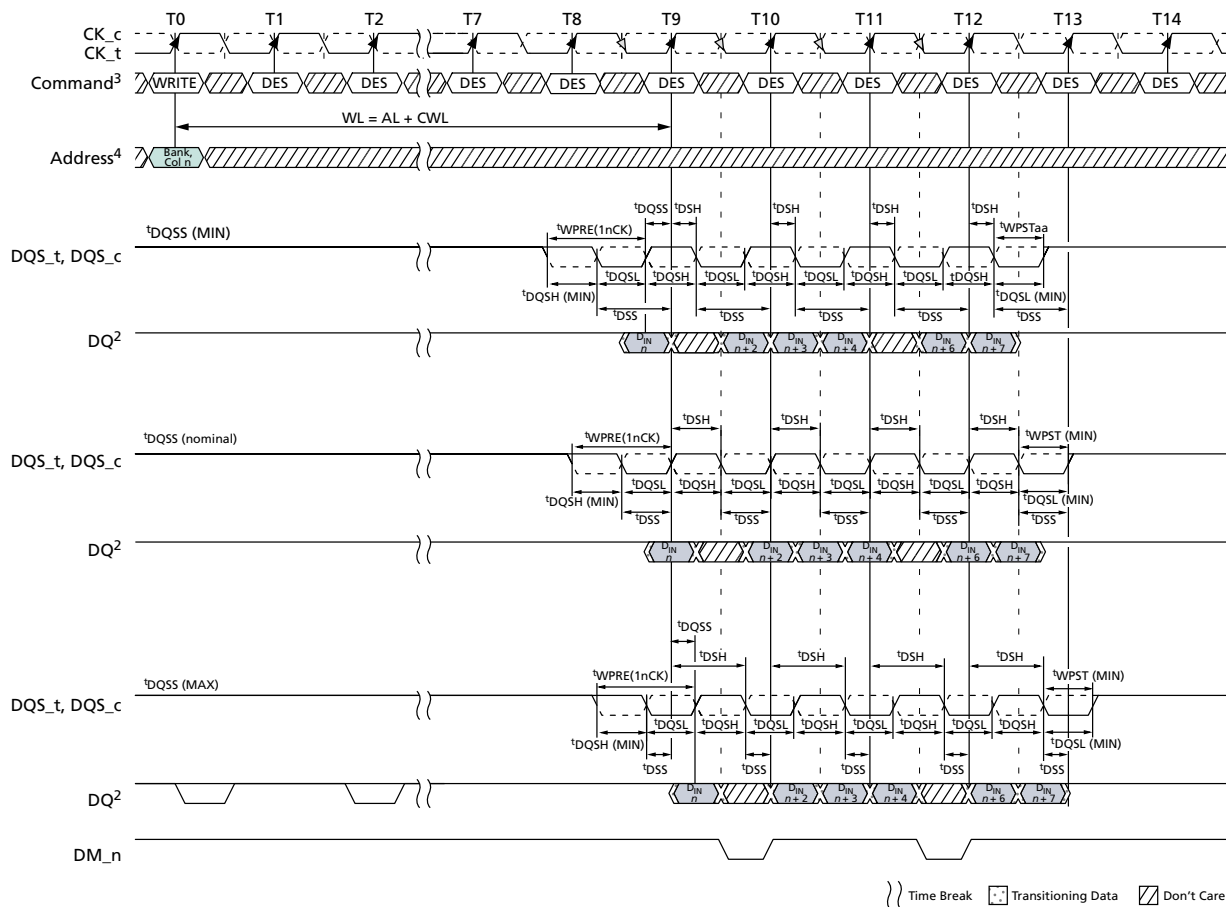 T0 T1 T2 T7 T8 T9 T10 T11 T12 T13 T14
CK_c
CK_t
Command³ WRITE DES DES DES DES DES DES DES DES DES DES
WL = AL + CWL
Address⁴ Bank, Col n
ᵗDQSS ᵗDSH ᵗDSH ᵗDSH ᵗDSH
ᵗDQSS (MIN) ᵗWPRE(1nCK) ᵗWPSTaa
DQS_t, DQS_c
ᵗDQSL ᵗDQSH ᵗDQSL ᵗDQSH ᵗDQSL ᵗDQSH ᵗDQSL tDQSH
ᵗDQSH (MIN) ᵗDQSL (MIN)
ᵗDSS ᵗDSS ᵗDSS ᵗDSS ᵗDSS
DQ² DIN n DIN n + 2 DIN n + 3 DIN n + 4 DIN n + 6 DIN n + 7
ᵗDSH ᵗDSH ᵗDSH ᵗDSH
ᵗDQSS (nominal) ᵗWPRE(1nCK) ᵗWPST (MIN)
DQS_t, DQS_c
ᵗDQSL ᵗDQSH ᵗDQSL ᵗDQSH ᵗDQSL ᵗDQSH ᵗDQSL ᵗDQSH
ᵗDQSH (MIN) ᵗDQSL (MIN)
ᵗDSS ᵗDSS ᵗDSS ᵗDSS ᵗDSS
DQ² DIN n DIN n + 2 DIN n + 3 DIN n + 4 DIN n + 6 DIN n + 7
ᵗDQSS
ᵗDSH ᵗDSH ᵗDSH ᵗDSH
ᵗDQSS (MAX) ᵗWPRE(1nCK) ᵗWPST (MIN)
DQS_t, DQS_c
ᵗDQSL ᵗDQSH ᵗDQSL ᵗDQSH ᵗDQSL ᵗDQSH ᵗDQSL ᵗDQSH
ᵗDQSH (MIN) ᵗDQSL (MIN)
ᵗDSS ᵗDSS ᵗDSS ᵗDSS ᵗDSS
DQ² DIN n DIN n + 2 DIN n + 3 DIN n + 4 DIN n + 6 DIN n + 7
DM_n
Time Break Transitioning Data Don't Care